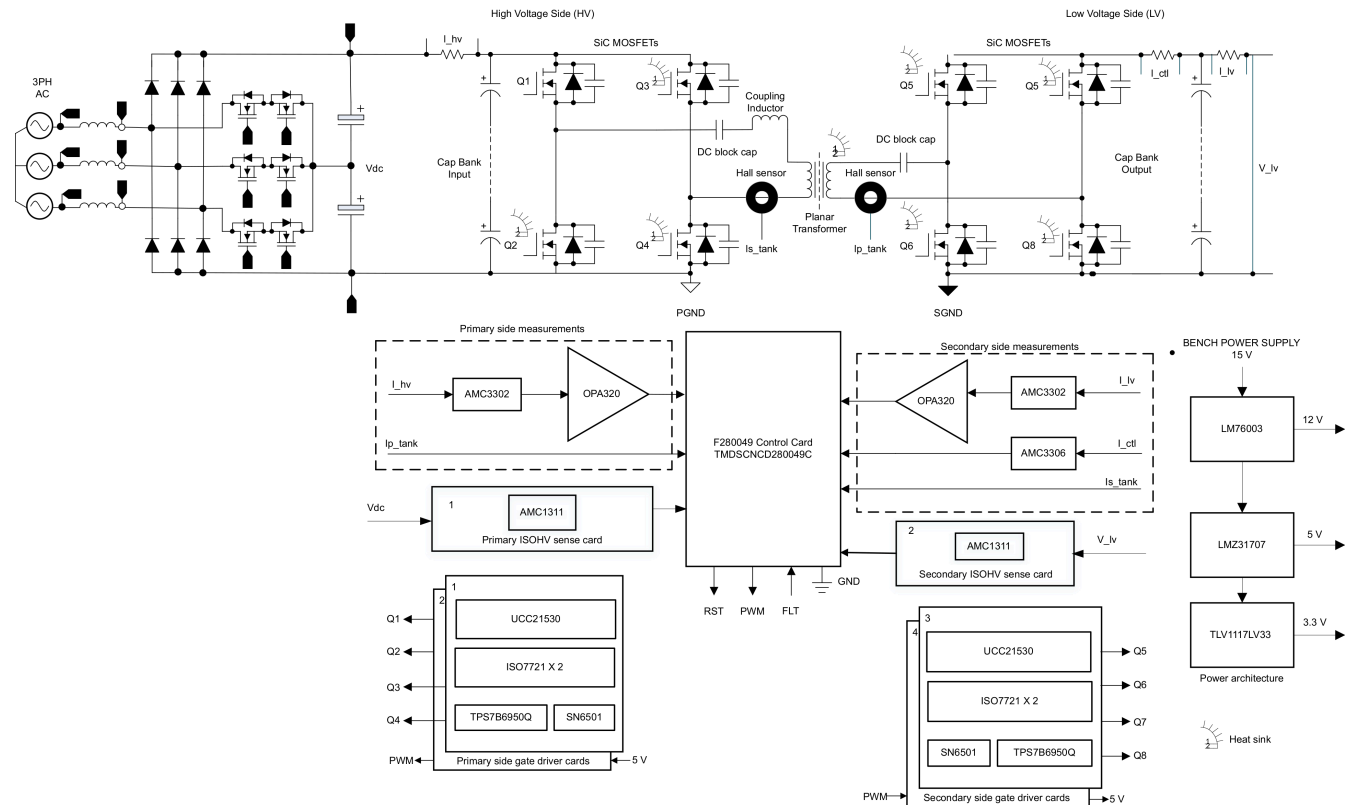 High Voltage Side (HV)
Low Voltage Side (LV)
I_hv
SiC MOSFETs
SiC MOSFETs
3PH
AC
Q1
Q3
Q5
Q5
I_ctl
I_lv
Coupling
Inductor
DC block cap
DC block cap
Vdc
Cap Bank
Input
Hall sensor
Hall sensor
Cap Bank
Output
V_lv
Planar
Transformer
Is_tank
Ip_tank
Q2
Q4
Q6
Q8
PGND
SGND
Primary side measurements
I_hv
AMC3302
OPA320
Ip_tank
F280049 Control Card
TMDSCNCD280049C
Secondary side measurements
OPA320
AMC3302
I_lv
AMC3306
I_ctl
Is_tank
BENCH POWER SUPPLY
15 V
LM76003
12 V
LMZ31707
5 V
TLV1117LV33
3.3 V
Power architecture
Vdc
1
AMC1311
Primary ISOHV sense card
2
AMC1311
V_lv
Secondary ISOHV sense card
RST
PWM
FLT
GND
1
2
Q1
Q2
Q3
Q4
UCC21530
ISO7721 X 2
TPS7B6950Q
SN6501
PWM
Primary side gate driver cards
5 V
3
4
UCC21530
ISO7721 X 2
SN6501
TPS7B6950Q
Q5
Q6
Q7
Q8
PWM
Secondary side gate driver cards
5 V
Heat sink